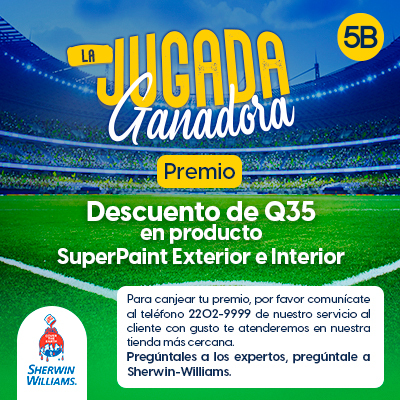 5B
LA
JUGADA
Ganadora
Premio
Descuento de Q35
en producto
SuperPaint Exterior e Interior
Para canjear tu premio, por favor comunícate
al teléfono 2202-9999 de nuestro servicio al
cliente con gusto te atenderemos en nuestra
tienda más cercana.
Pregúntales a los expertos, pregúntale a
Sherwin-Williams.
SHERWIN
WILLIAMS.